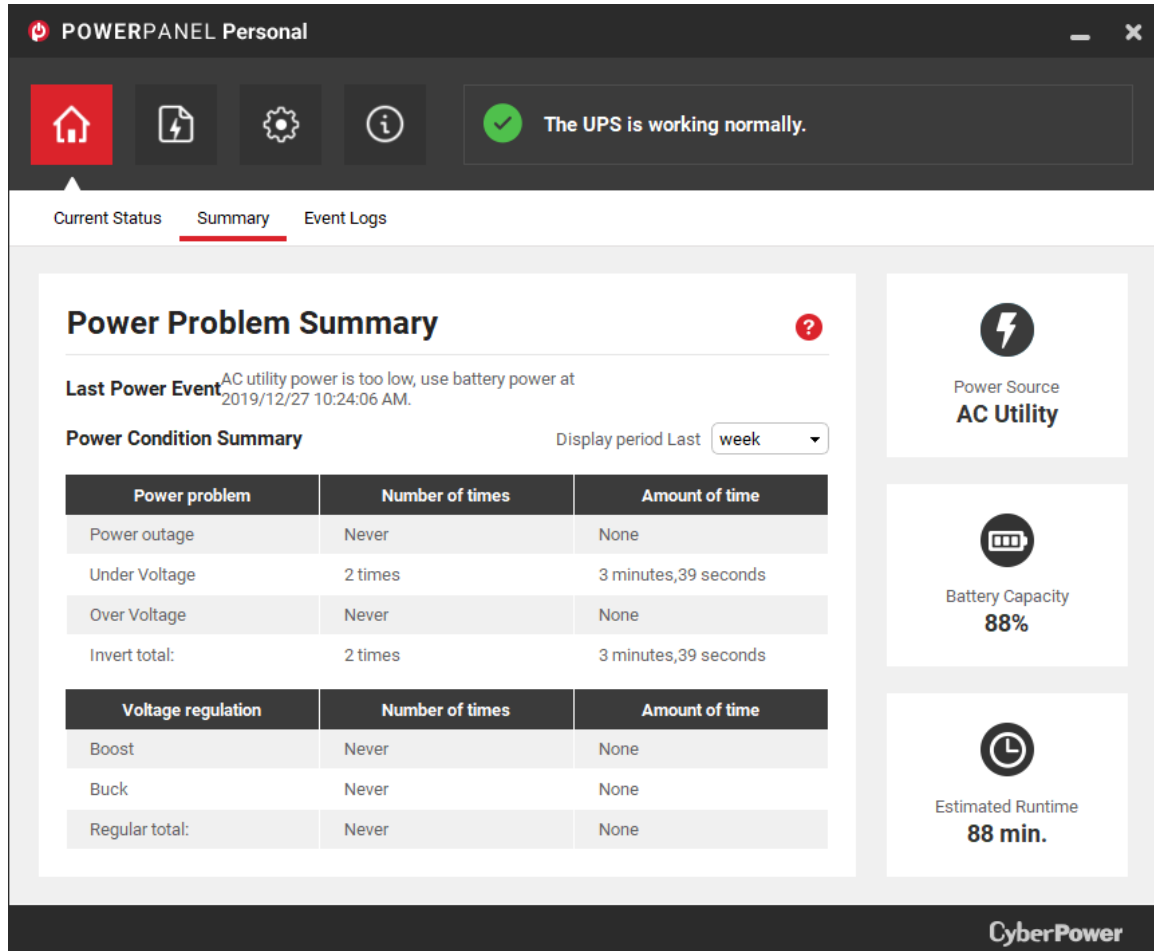 POWERPANEL Personal
The UPS is working normally.
Current Status Summary Event Logs
Power Problem Summary
?
Last Power Event AC utility power is too low, use battery power at
2019/12/27 10:24:06 AM.
Power Condition Summary Display period Last week
Power problem Number of times Amount of time
Power outage Never None
Under Voltage 2 times 3 minutes,39 seconds
Over Voltage Never None
Invert total: 2 times 3 minutes,39 seconds
Voltage regulation Number of times Amount of time
Boost Never None
Buck Never None
Regular total: Never None
Power Source
AC Utility
Battery Capacity
88%
Estimated Runtime
88 min.
CyberPower